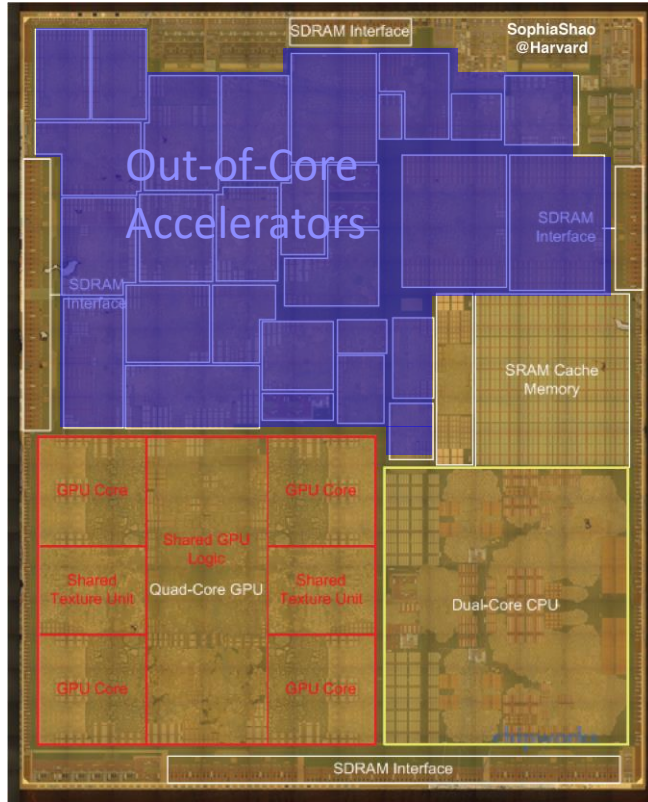 SDRAM Interface
SophiaShao
@Harvard
Out-of-Core
Accelerators
SDRAM
Interface
SDRAM
Interface
SRAM Cache
Memory
GPU Core
GPU Core
Shared GPU
Logic
Shared
Texture Unit
Quad-Core GPU
Shared
Texture Unit
Dual-Core CPU
GPU Core
GPU Core
chipworks
SDRAM Interface